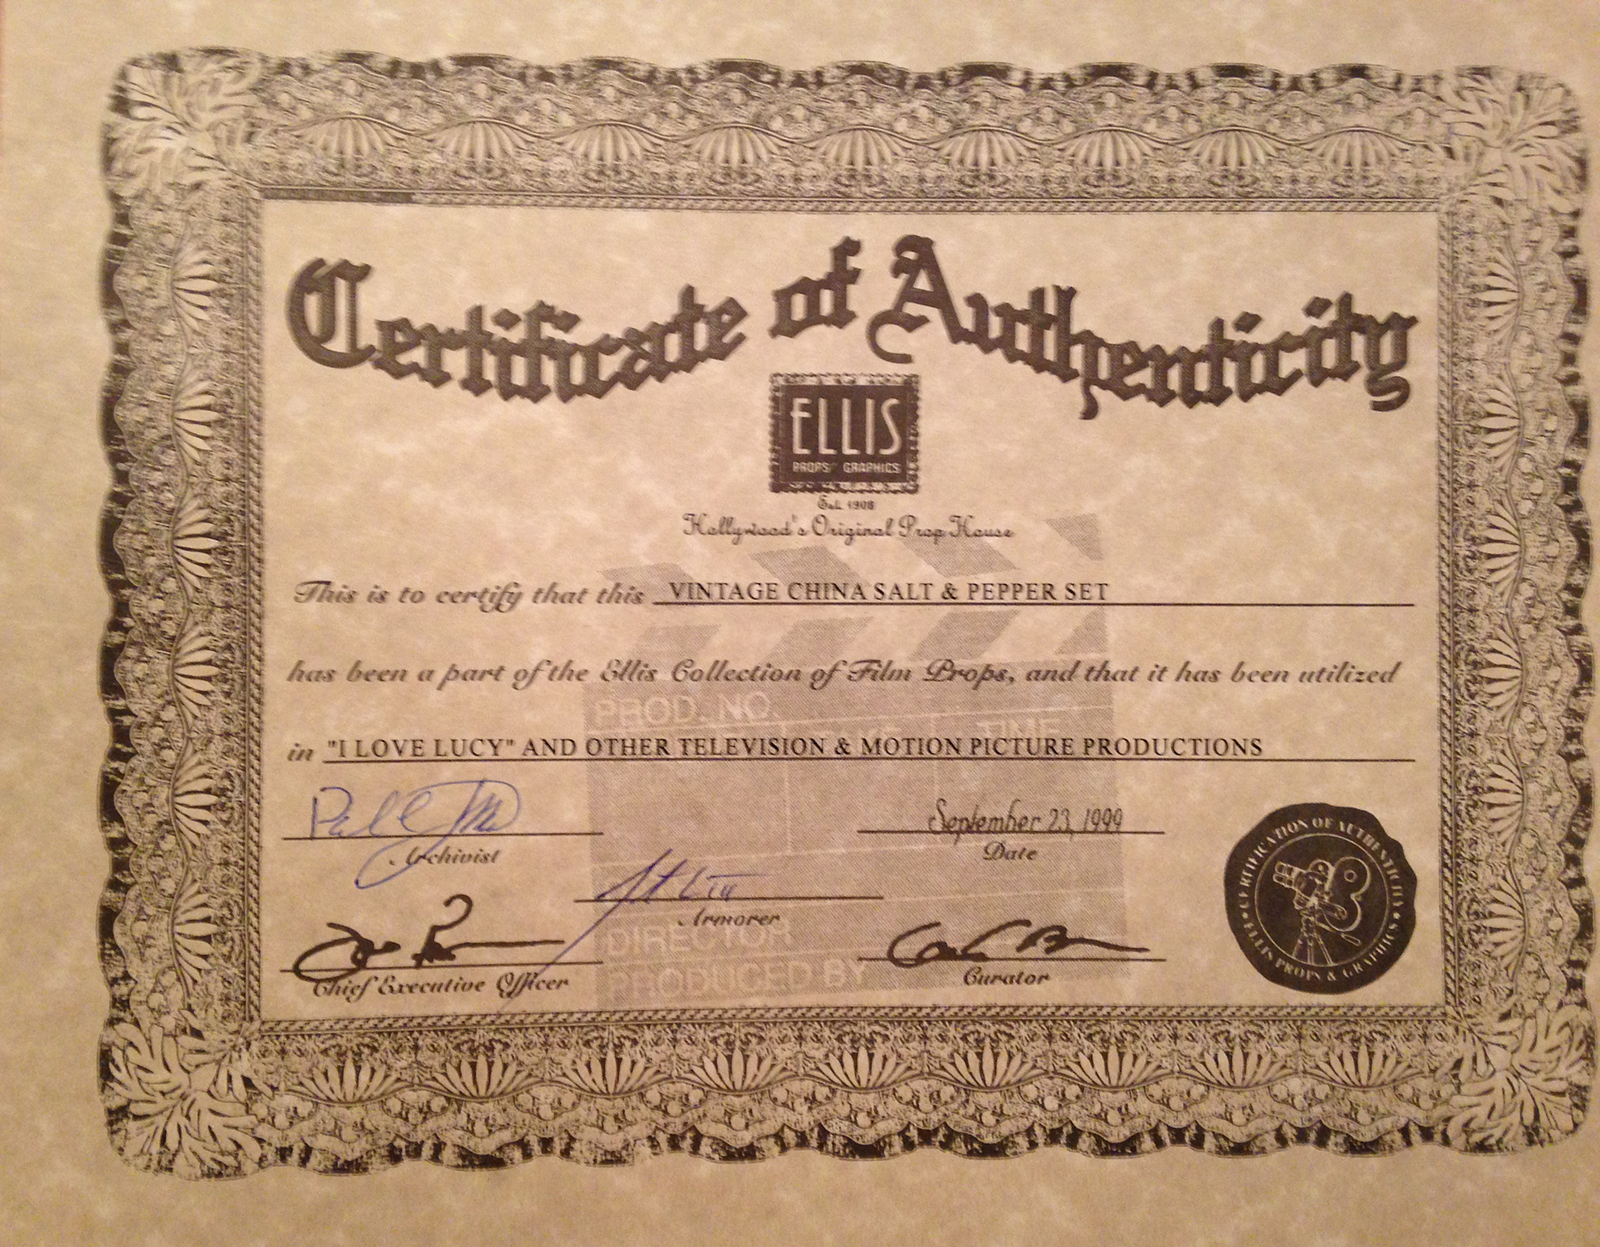 Certificate of Authenticity
ELLIS
PROPS GRAPHICS
Est. 1908
Hollywood's Original Prop House
This is to certify that this VINTAGE CHINA SALT & PEPPER SET
has been a part of the Ellis Collection of Film Props, and that it has been utilized
in "I LOVE LUCY" AND OTHER TELEVISION & MOTION PICTURE PRODUCTIONS
PROD. NO.
TIME
September 23, 1999
Archivist
Date
Armorer
Chief Executive Officer
Curator
DIRECTOR
PRODUCED BY
CERTIFICATION OF AUTHENTICITY
ELLIS PROPS & GRAPHICS